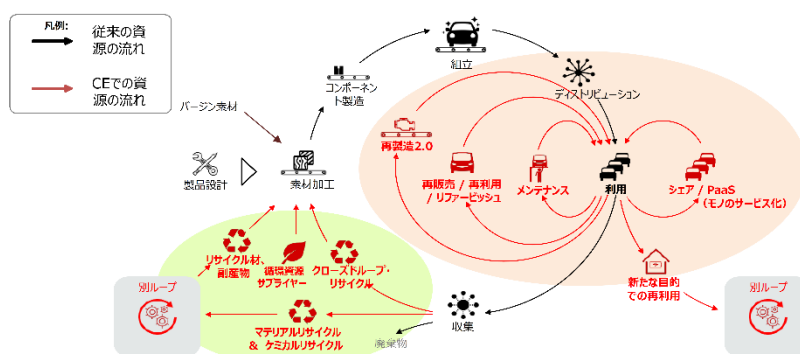 凡例:
従来の資
源の流れ
CEでの資
源の流れ
組立
コンポーネン
ト製造
ディストリビューション
バージン素材
再製造2.0
製品設計
素材加工
再販売 / 再利用
/ リファービッシュ
メンテナンス
利用
シェア / PaaS
(モノのサービス化)
リサイクル材、
副産物
循環資源
サプライヤー
クローズドループ・
リサイクル
新たな目的
での再利用
別ループ
別ループ
マテリアルリサイクル
& ケミカルリサイクル
収集
廃棄物